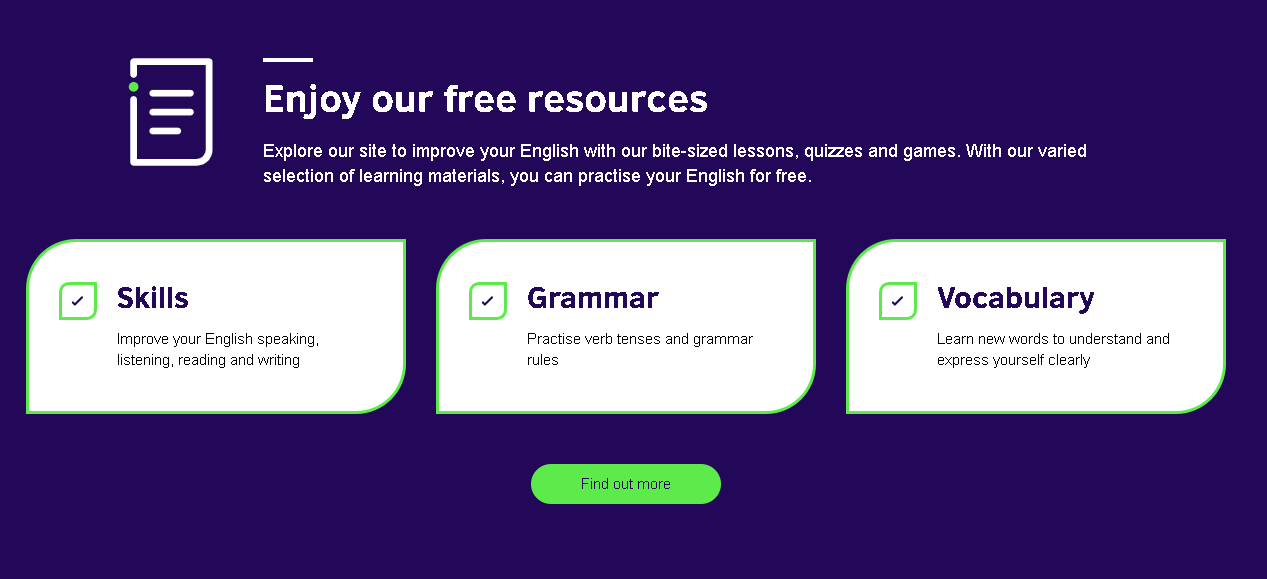 Enjoy our free resources
Explore our site to improve your English with our bite-sized lessons, quizzes and games. With our varied
selection of learning materials, you can practise your English for free.
Skills
Improve your English speaking,
listening, reading and writing
Grammar
Practise verb tenses and grammar
rules
Vocabulary
Learn new words to understand and
express yourself clearly
Find out more